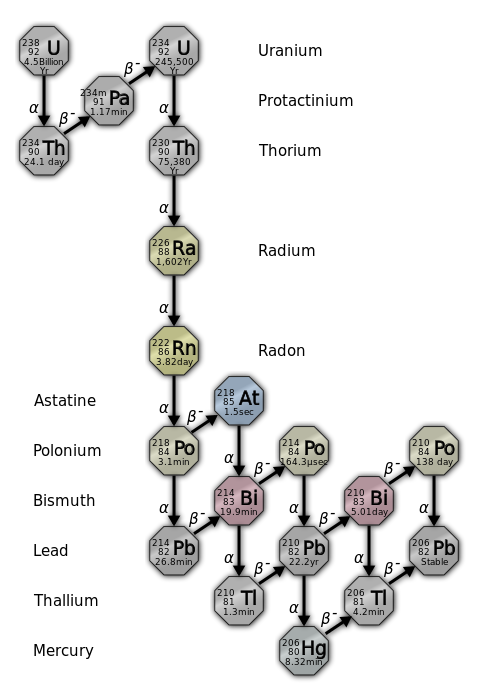 238
92 U
4.5Billion
Yr
234
92 U
245,500
Yr
Uranium
β-
β-
α
α
234m
91 Pa
1.17min
Protactinium
234
90 Th
24.1 day
230
90 Th
75,380
Yr
Thorium
α
226
88 Ra
1,602Yr
Radium
α
222
86 Rn
3.82day
Radon
α
β-
Astatine
218
85 At
1.5sec
Polonium
218
84 Po
3.1min
α
β-
214
84 Po
164.3µsec
β-
210
84 Po
138 day
Bismuth
α
β-
214
83 Bi
19.9min
α
β-
210
83 Bi
5.01day
α
Lead
214
82 Pb
26.8min
α
β-
210
82 Pb
22.2yr
α
β-
206
82 Pb
Stable
Thallium
210
81 Tl
1.3min
α
β-
206
81 Tl
4.2min
Mercury
206
80 Hg
8.32min